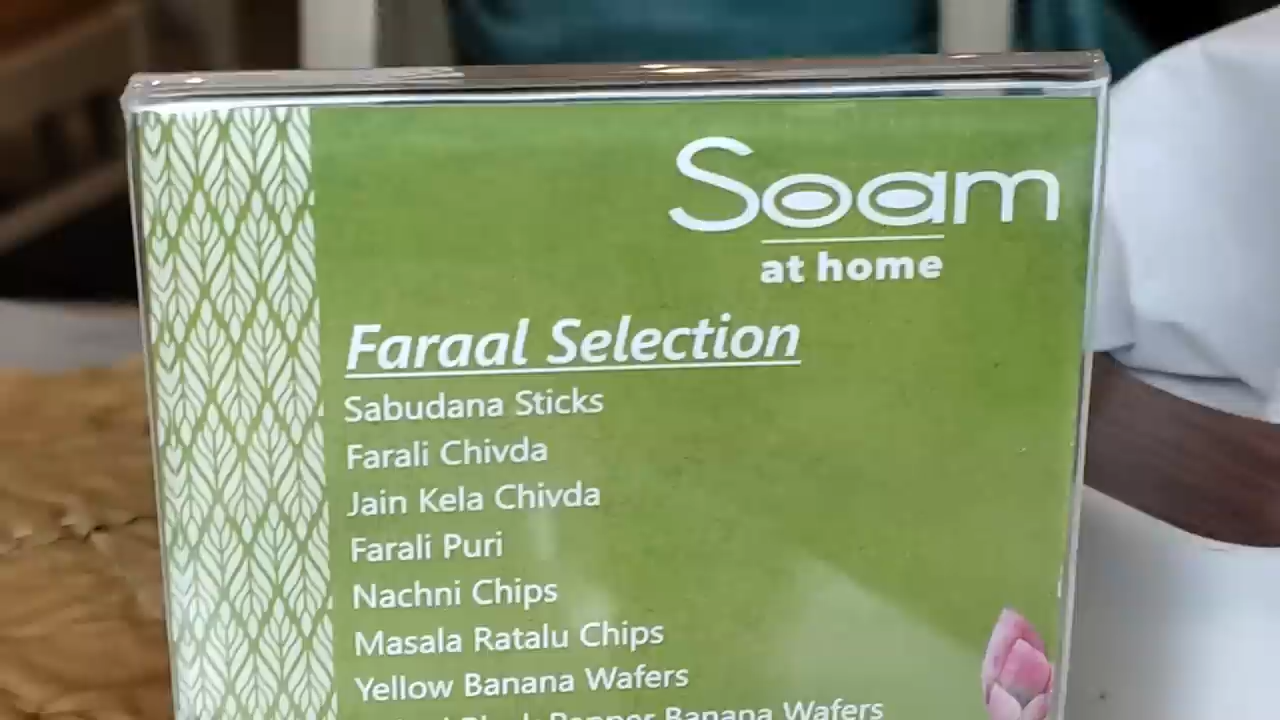 Soam
at home
Faraal Selection
Sabudana Sticks
Farali Chivda
Jain Kela Chivda
Farali Puri
Nachni Chips
Masala Ratalu Chips
Yellow Banana Wafers
Black Pepper Banana Wafers